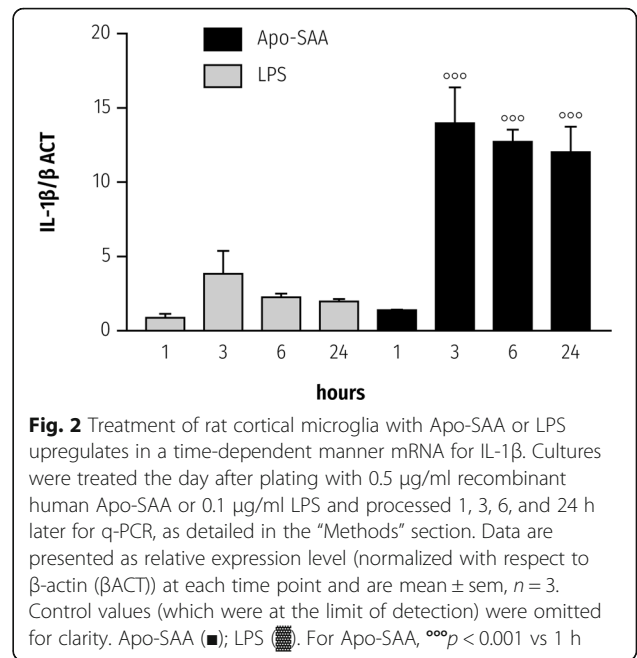 20
15
10
5
0
IL-1β/β ACT
Apo-SAA
LPS
°°°
°°°
°°°
1 3 6 24 1 3 6 24
hours
Fig. 2 Treatment of rat cortical microglia with Apo-SAA or LPS
upregulates in a time-dependent manner mRNA for IL-1β. Cultures
were treated the day after plating with 0.5 μg/ml recombinant
human Apo-SAA or 0.1 μg/ml LPS and processed 1, 3, 6, and 24 h
later for q-PCR, as detailed in the “Methods” section. Data are
presented as relative expression level (normalized with respect to
β-actin (βACT)) at each time point and are mean ± sem, n = 3.
Control values (which were at the limit of detection) were omitted
for clarity. Apo-SAA (■); LPS (▒). For Apo-SAA, °°°p < 0.001 vs 1 h